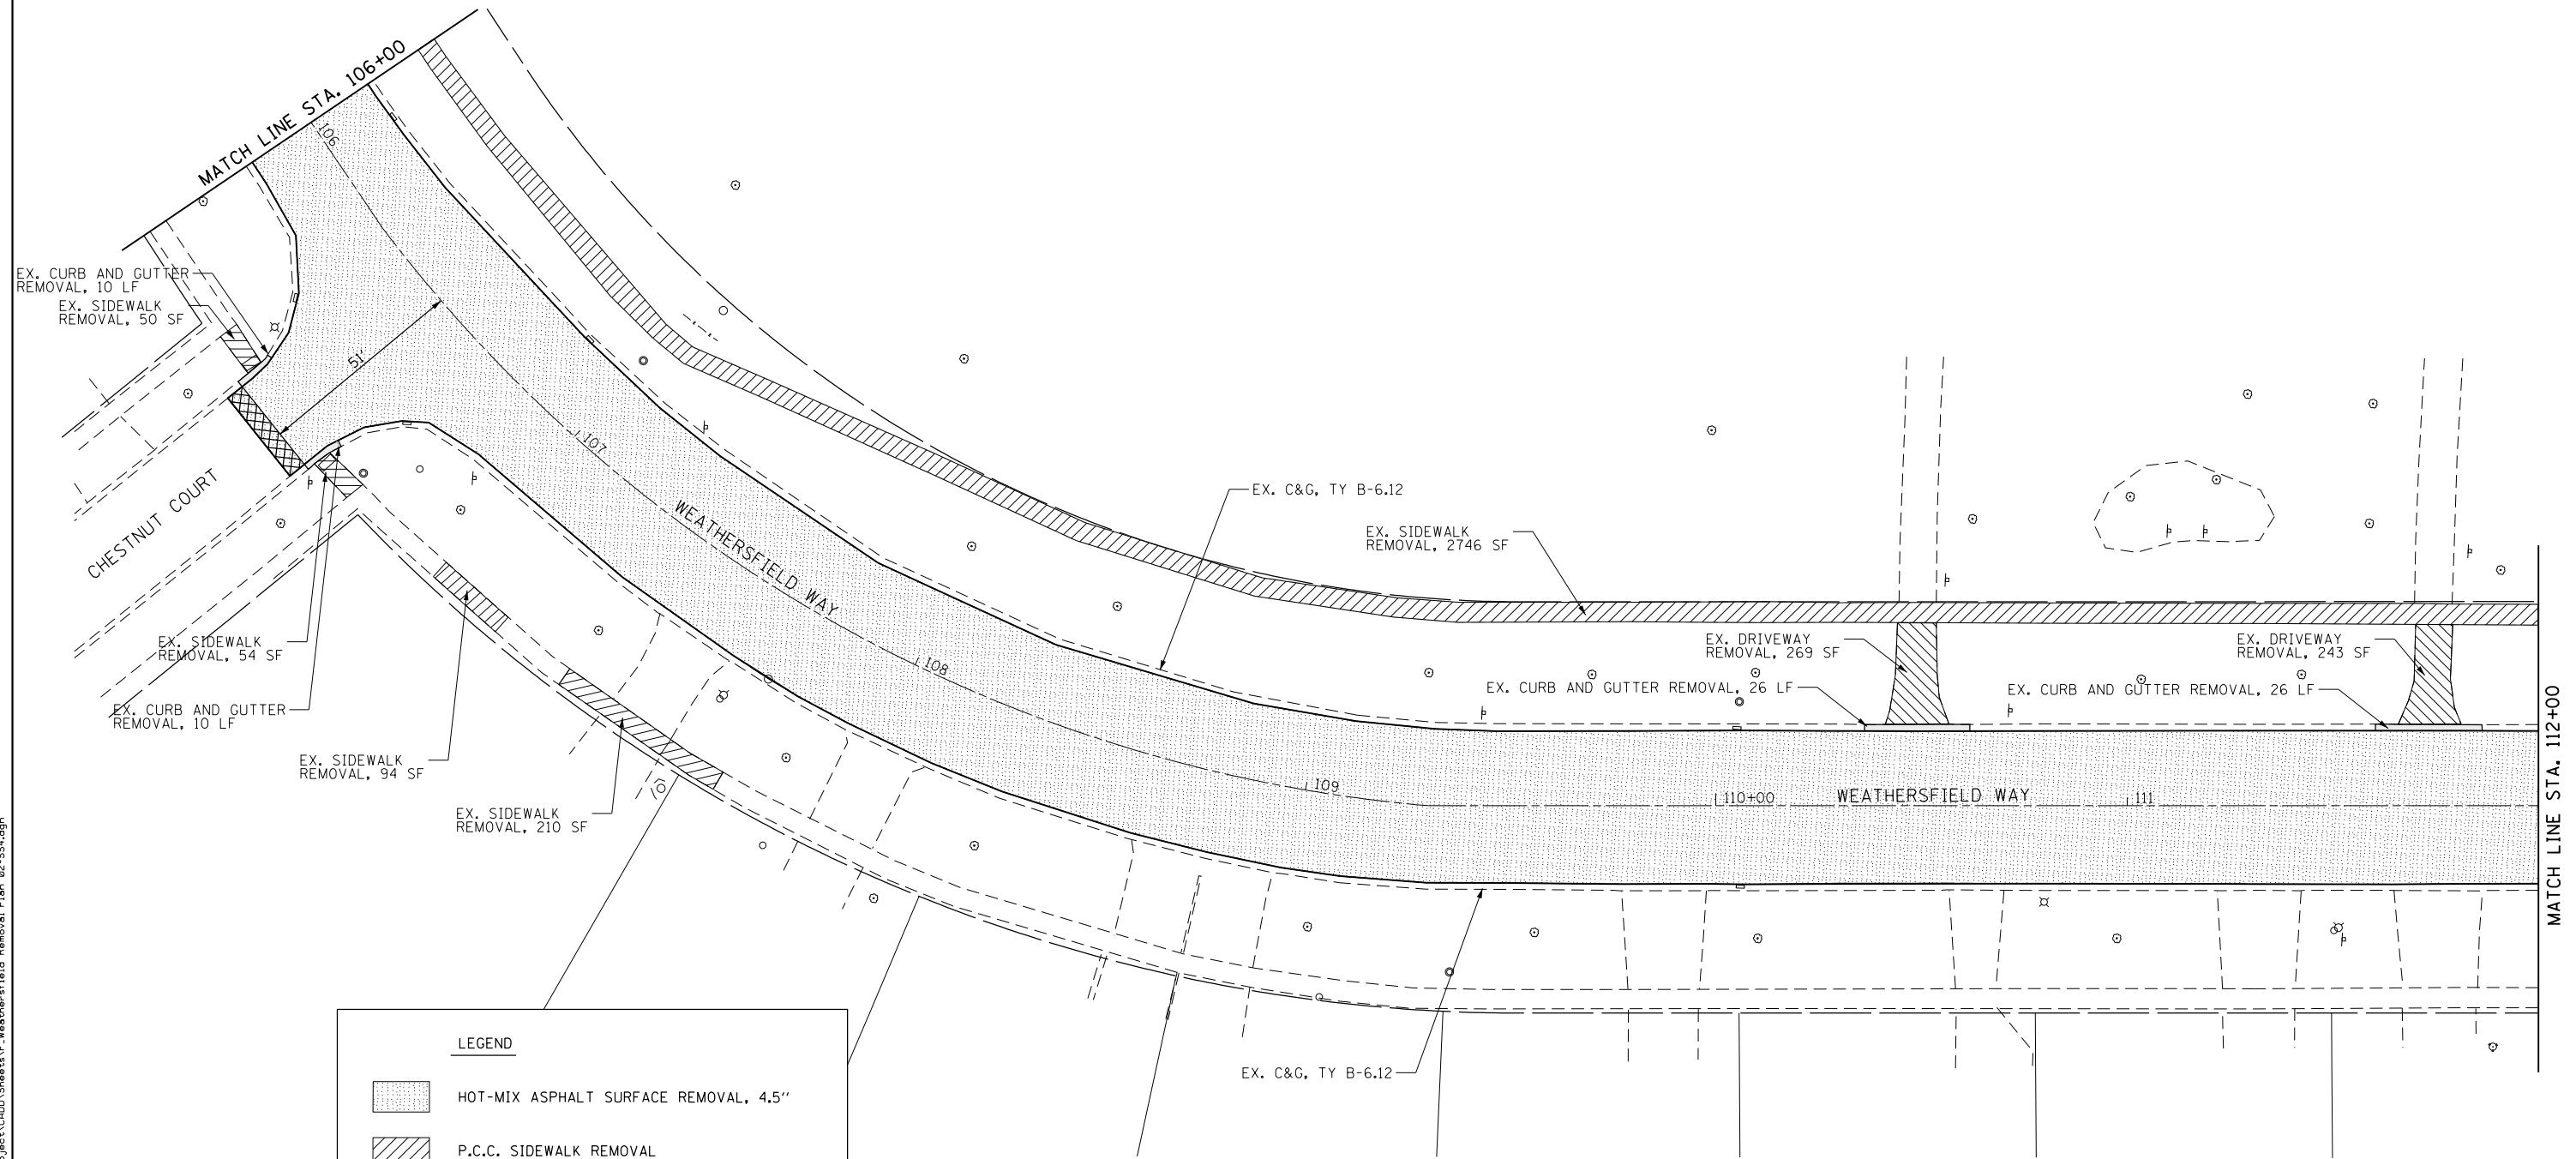 MATCH LINE STA. 106+00
106
EX. CURB AND GUTTER
REMOVAL, 10 LF
EX. SIDEWALK
REMOVAL, 50 SF
51'
107
CHESTNUT COURT
WEATHERSFIELD WAY
EX. C&G, TY B-6.12
EX. SIDEWALK
REMOVAL, 2746 SF
EX. SIDEWALK
REMOVAL, 54 SF
108
EX. DRIVEWAY
REMOVAL, 269 SF
EX. DRIVEWAY
REMOVAL, 243 SF
EX. CURB AND GUTTER REMOVAL, 26 LF
EX. CURB AND GUTTER REMOVAL, 26 LF
EX. CURB AND GUTTER
REMOVAL, 10 LF
EX. SIDEWALK
REMOVAL, 94 SF
109
110+00
WEATHERSFIELD WAY
111
MATCH LINE STA. 112+00
EX. SIDEWALK
REMOVAL, 210 SF
EX. C&G, TY B-6.12
LEGEND
HOT-MIX ASPHALT SURFACE REMOVAL, 4.5"
P.C.C. SIDEWALK REMOVAL